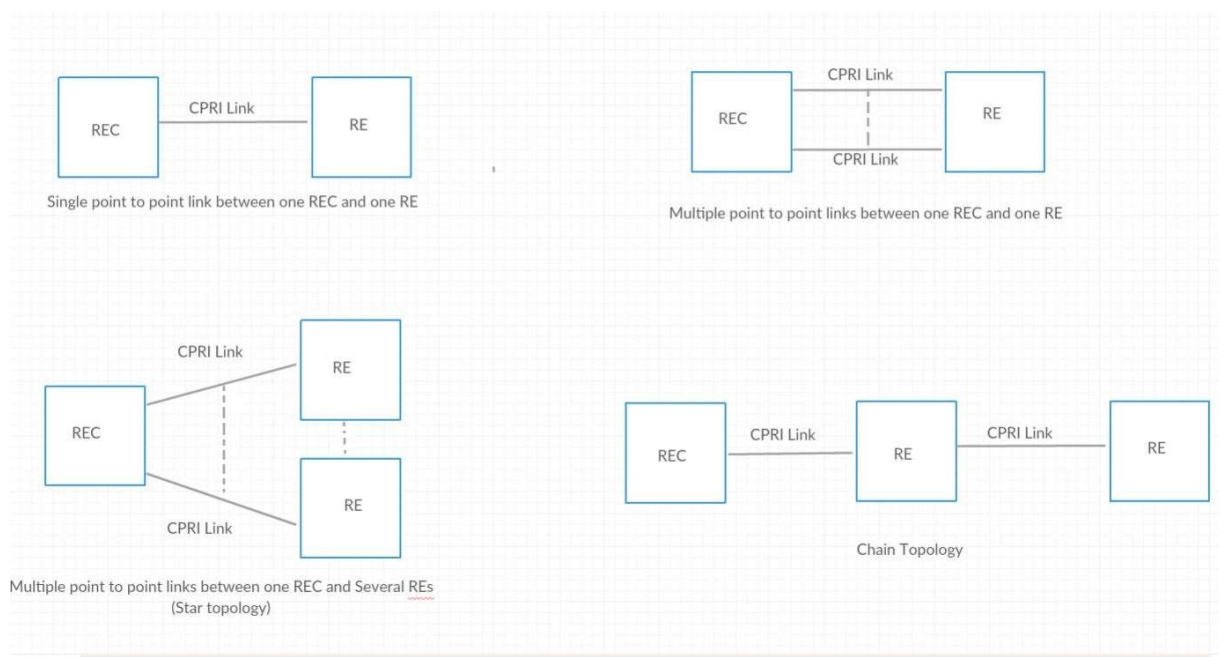 CPRI Link
REC
RE
Single point to point link between one REC and one RE
CPRI Link
REC
RE
CPRI Link
Multiple point to point links between one REC and one RE
CPRI Link
RE
REC
RE
CPRI Link
Multiple point to point links between one REC and Several REs
(Star topology)
CPRI Link
CPRI Link
REC
RE
RE
Chain Topology